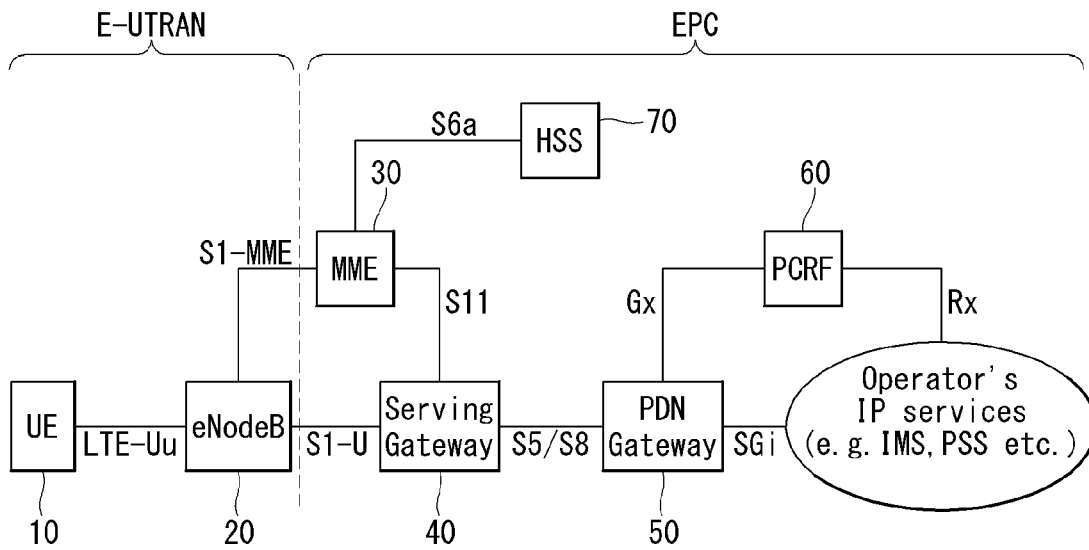 E-UTRAN
EPC
S6a
HSS
70
30
60
S1-MME
MME
PCRF
S11
Gx
Rx
UE
LTE-Uu
eNodeB
S1-U
Serving
Gateway
S5/S8
PDN
Gateway
SGi
Operator's
IP services
(e.g. IMS, PSS etc.)
10
20
40
50